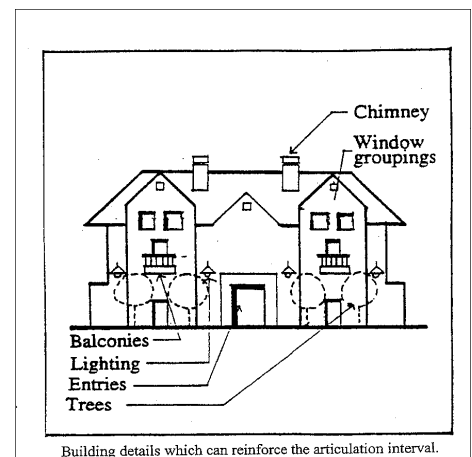 Chimney
Window
groupings
Balconies
Lighting
Entries
Trees
Building details which can reinforce the articulation interval.